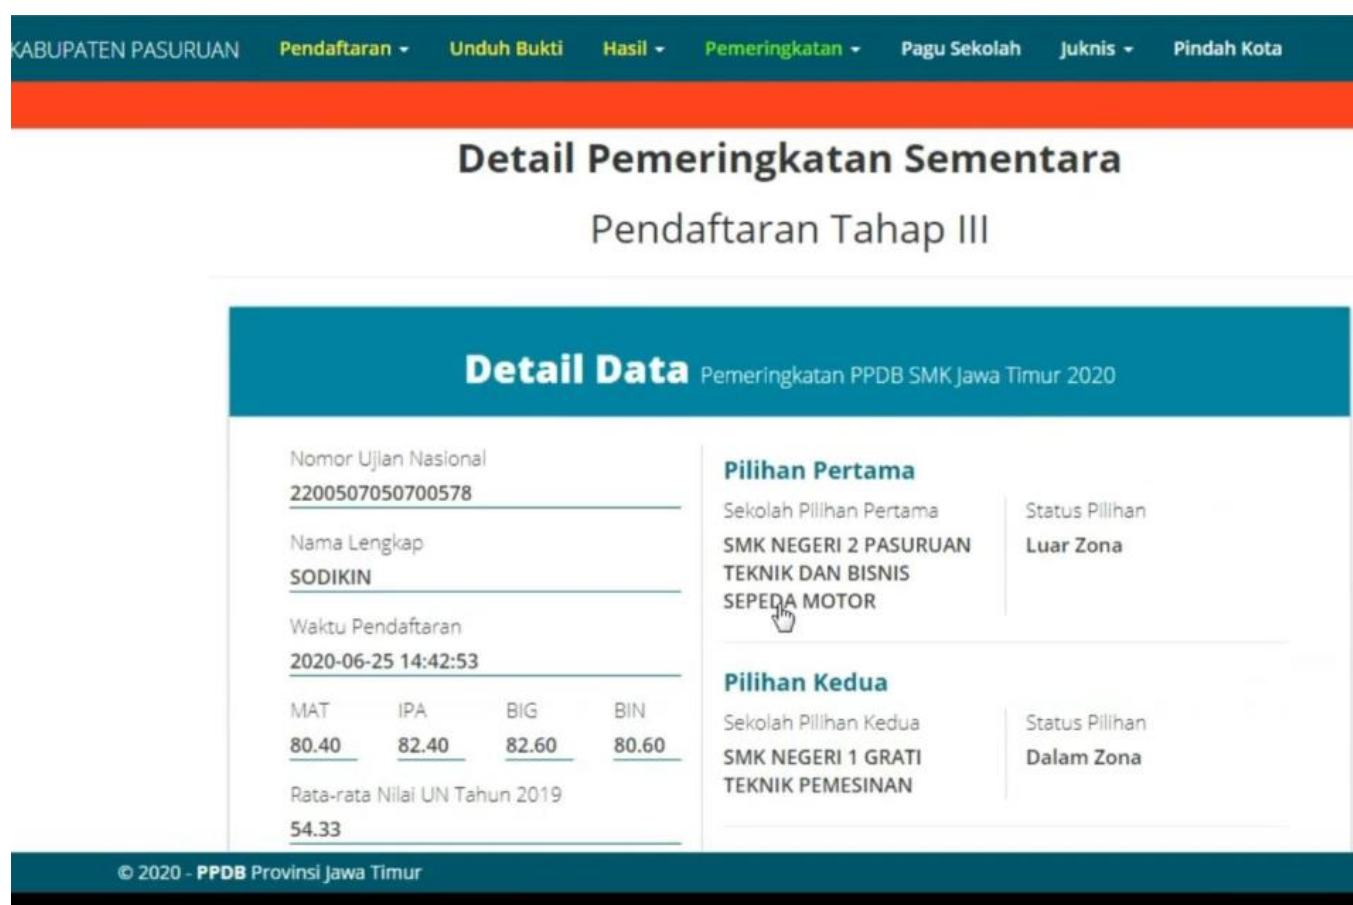 KABUPATEN PASURUAN Pendaftaran Unduh Bukti Hasil Pemeringkatan Pagu Sekolah Juknis Pindah Kota
Detail Pemeringkatan Sementara
Pendaftaran Tahap III
Detail Data Pemeringkatan PPDB SMK Jawa Timur 2020
Nomor Ujian Nasional
2200507050700578
Nama Lengkap
SODIKIN
Waktu Pendaftaran
2020-06-25 14:42:53
MAT IPA BIG BIN
80.40 82.40 82.60 80.60
Rata-rata Nilai UN Tahun 2019
54.33
Pilihan Pertama
Sekolah Pilihan Pertama
SMK NEGERI 2 PASURUAN
TEKNIK DAN BISNIS
SEPEDA MOTOR
Status Pilihan
Luar Zona
Pilihan Kedua
Sekolah Pilihan Kedua
SMK NEGERI 1 GRATI
TEKNIK PEMESINAN
Status Pilihan
Dalam Zona
© 2020 - PPDB Provinsi Jawa Timur